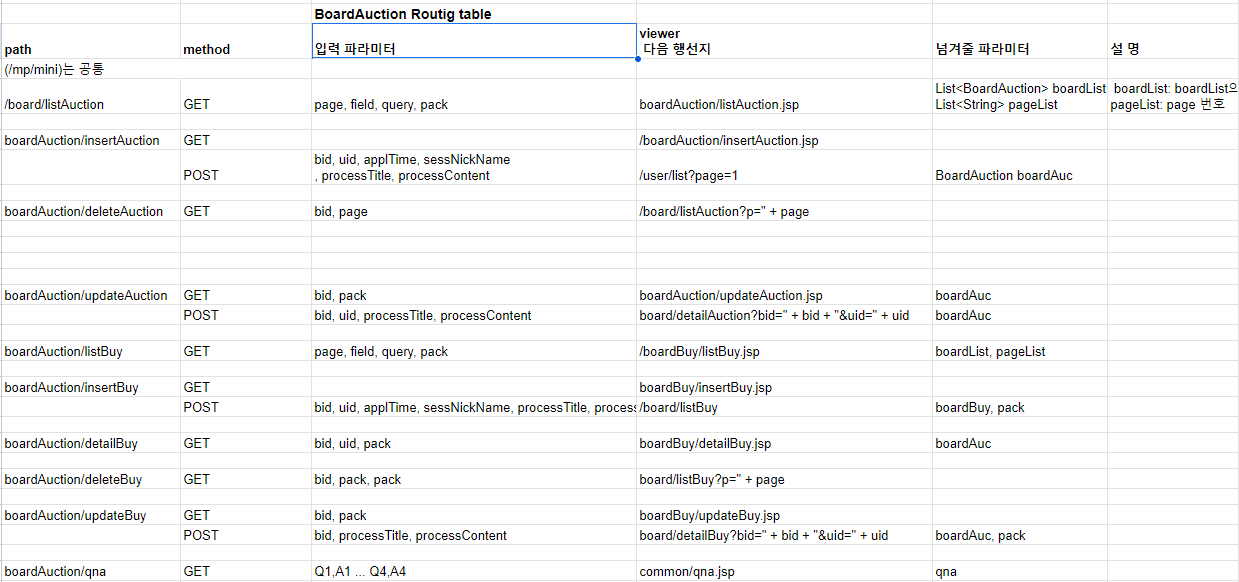 BoardAuction Routig table
path method 입력 파라미터 viewer
다음 행선지 넘겨줄 파라미터 설 명
(/mp/mini)는 공통
/board/listAuction GET page, field, query, pack boardAuction/listAuction.jsp List<BoardAuction> boardList boardList: boardList으
List<String> pageList pageList: page 번호
boardAuction/insertAuction GET /boardAuction/insertAuction.jsp
POST bid, uid, applTime, sessNickName
, processTitle, processContent /user/list?page=1 BoardAuction boardAuc
boardAuction/deleteAuction GET bid, page /board/listAuction?p=" + page
boardAuction/updateAuction GET bid, pack boardAuction/updateAuction.jsp boardAuc
POST bid, uid, processTitle, processContent board/detailAuction?bid=" + bid + "&uid=" + uid boardAuc
boardAuction/listBuy GET page, field, query, pack /boardBuy/listBuy.jsp boardList, pageList
boardAuction/insertBuy GET boardBuy/insertBuy.jsp
POST bid, uid, applTime, sessNickName, processTitle, proces /board/listBuy boardBuy, pack
boardAuction/detailBuy GET bid, uid, pack boardBuy/detailBuy.jsp boardAuc
boardAuction/deleteBuy GET bid, pack, pack board/listBuy?p=" + page
boardAuction/updateBuy GET bid, pack boardBuy/updateBuy.jsp
POST bid, processTitle, processContent board/detailBuy?bid=" + bid + "&uid=" + uid boardAuc, pack
boardAuction/qna GET Q1,A1 ... Q4,A4 common/qna.jsp qna